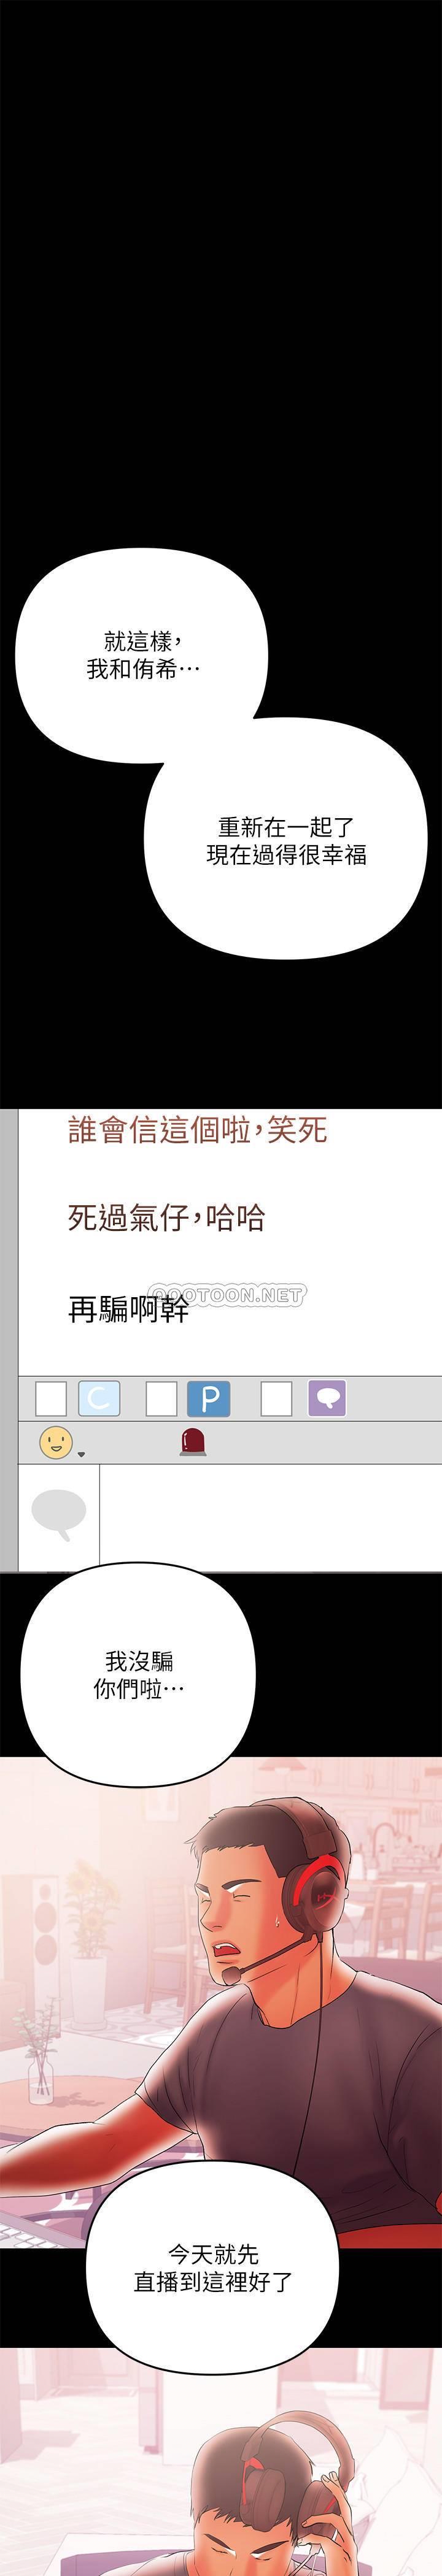 就這樣，
我和侑希⋯
重新在一起了
現在過得很幸福
誰會信這個啦，笑死
死過氣仔，哈哈
再騙啊幹
QOOTOON.NET
C
P
我沒騙
你們啦⋯
今天就先
直播到這裡好了